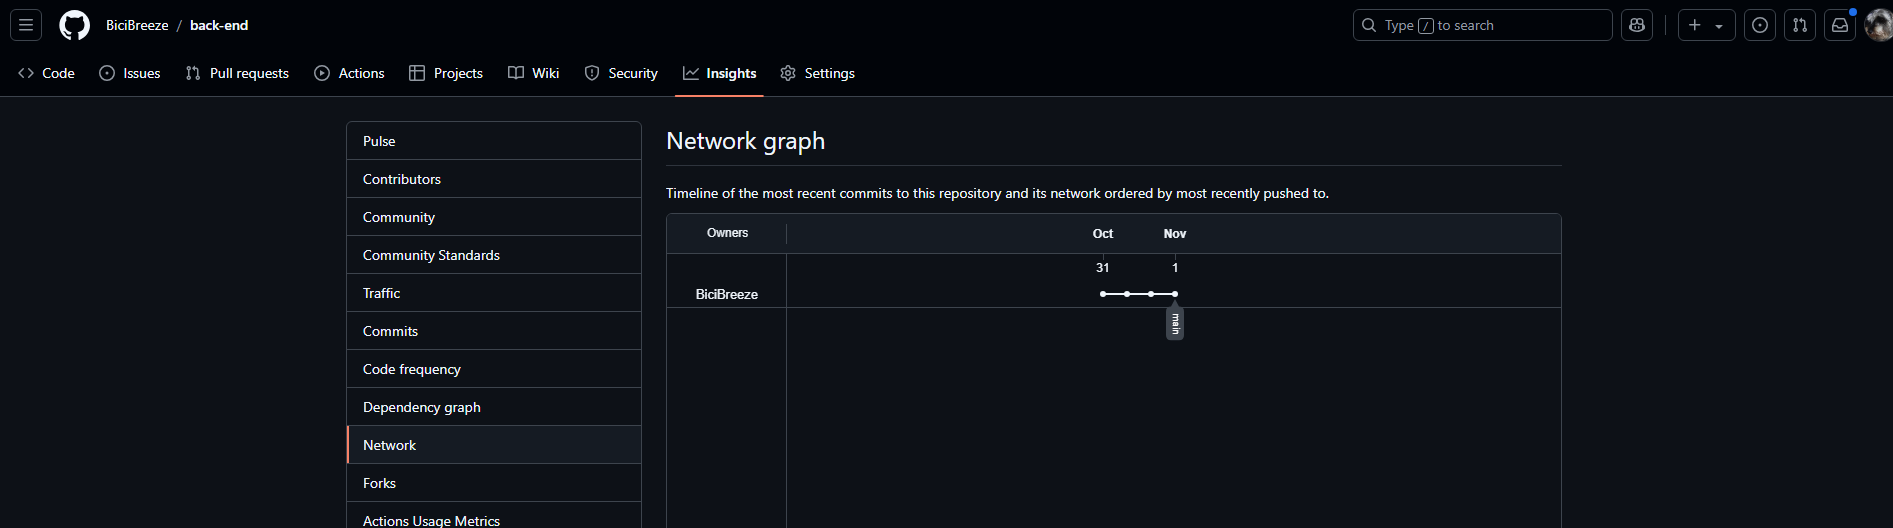 BiciBreeze / back-end
Type / to search
Code Issues Pull requests Actions Projects Wiki Security Insights Settings
Pulse
Contributors
Community
Community Standards
Traffic
Commits
Code frequency
Dependency graph
Network
Forks
Actions Usage Metrics
Network graph
Timeline of the most recent commits to this repository and its network ordered by most recently pushed to.
Owners Oct Nov
31 1
BiciBreeze
main